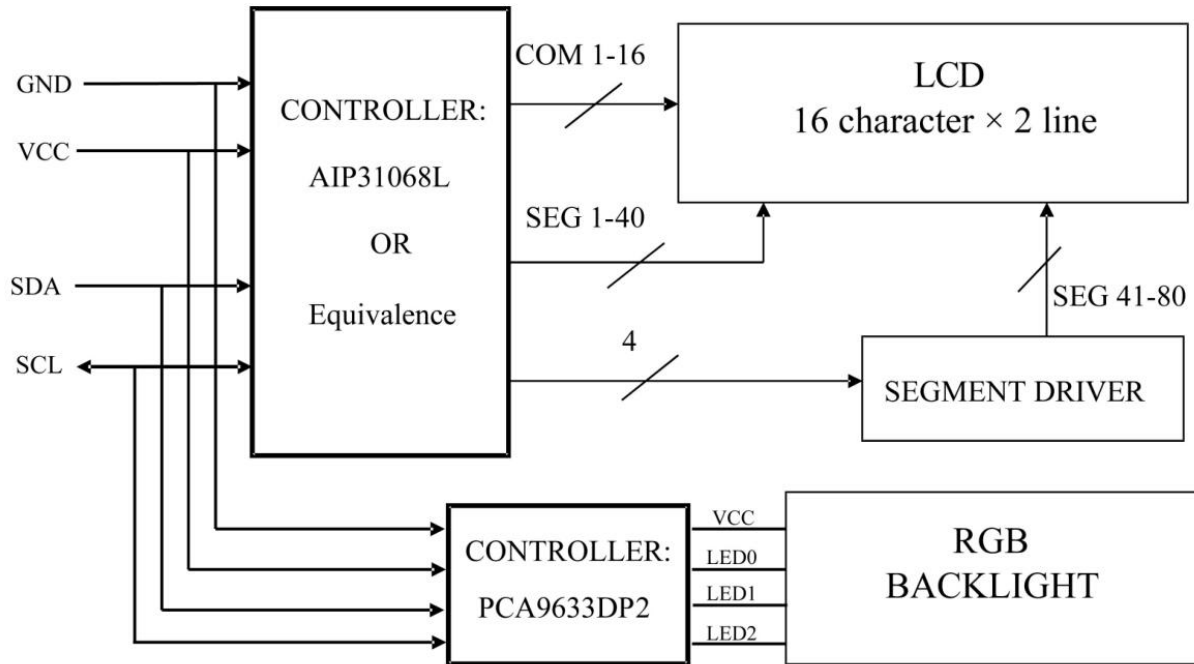 GND
VCC
SDA
SCL
CONTROLLER:
AIP31068L
OR
Equivalence
COM 1-16
SEG 1-40
4
LCD
16 character × 2 line
SEG 41-80
SEGMENT DRIVER
CONTROLLER:
PCA9633DP2
VCC
LED0
LED1
LED2
RGB
BACKLIGHT